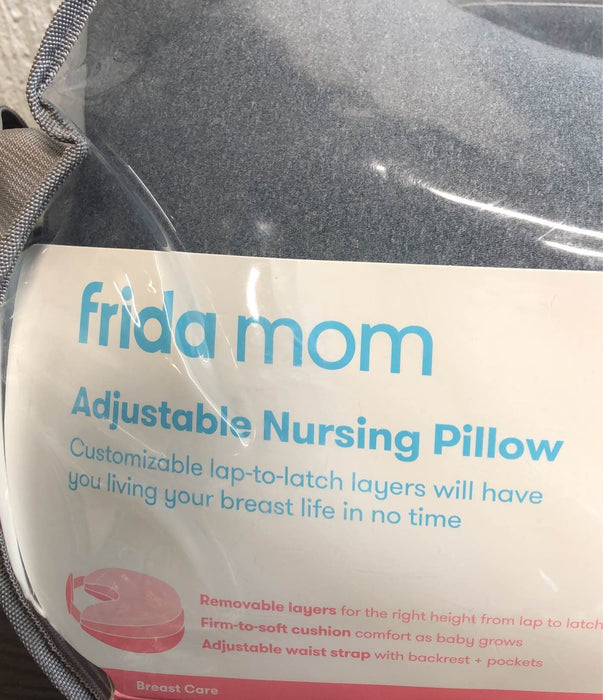 frida mom
Adjustable Nursing Pillow
Customizable lap-to-latch layers will have
you living your breast life in no time
Removable layers for the right height from lap to latch
Firm-to-soft cushion comfort as baby grows
Adjustable waist strap with backrest + pockets
Breast Care